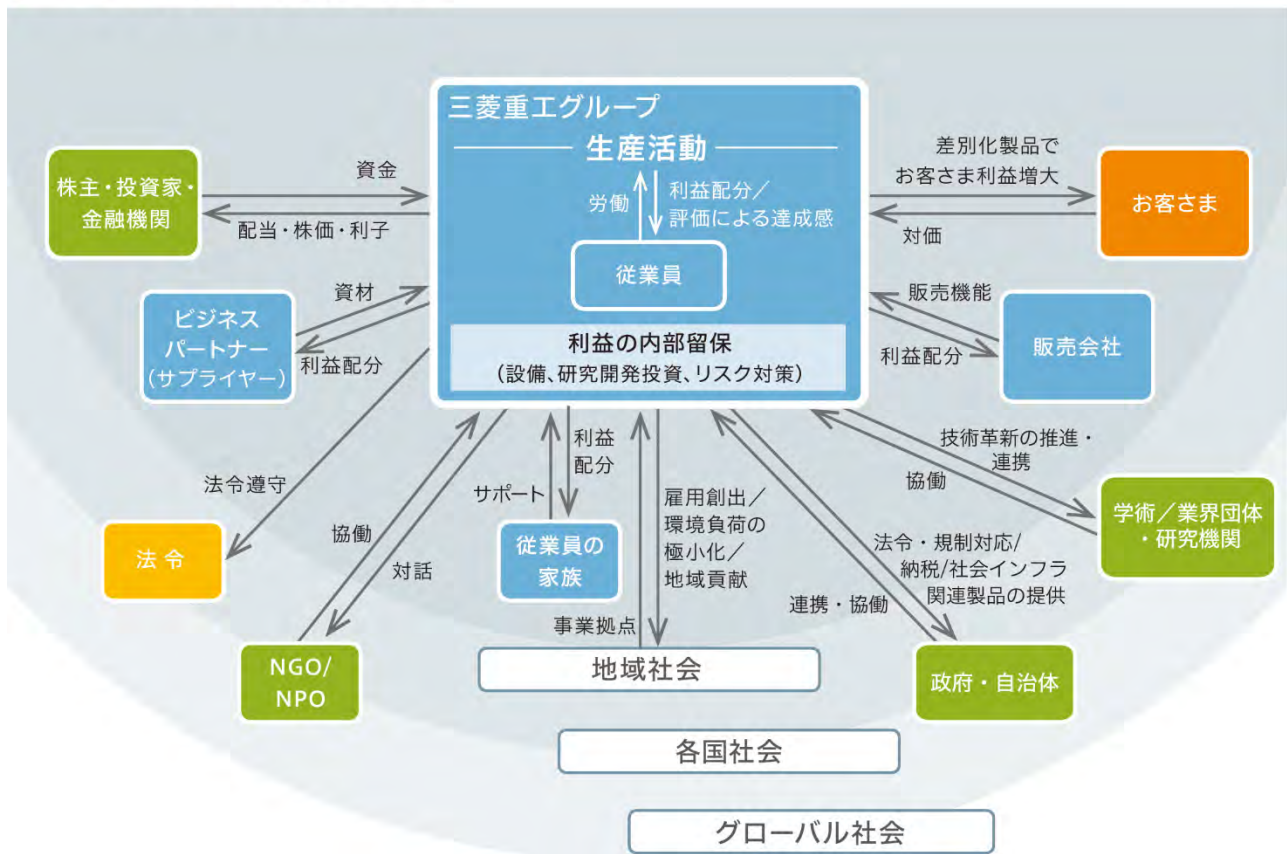 三菱重工グループ
生産活動
労働
利益配分／
評価による達成感
従業員
利益の内部留保
（設備、研究開発投資、リスク対策）
株主・投資家・
金融機関
資金
配当・株価・利子
差別化製品で
お客さま利益増大
対価
お客さま
ビジネス
パートナー
(サプライヤー)
資材
利益配分
販売機能
利益配分
販売会社
法令遵守
法 令
協働
対話
NGO/
NPO
サポート
利益
配分
従業員の
家族
雇用創出／
環境負荷の
極小化／
地域貢献
事業拠点
地域社会
技術革新の推進・
連携
協働
学術／業界団体
・研究機関
法令・規制対応/
納税/社会インフラ
関連製品の提供
連携・協働
政府・自治体
各国社会
グローバル社会